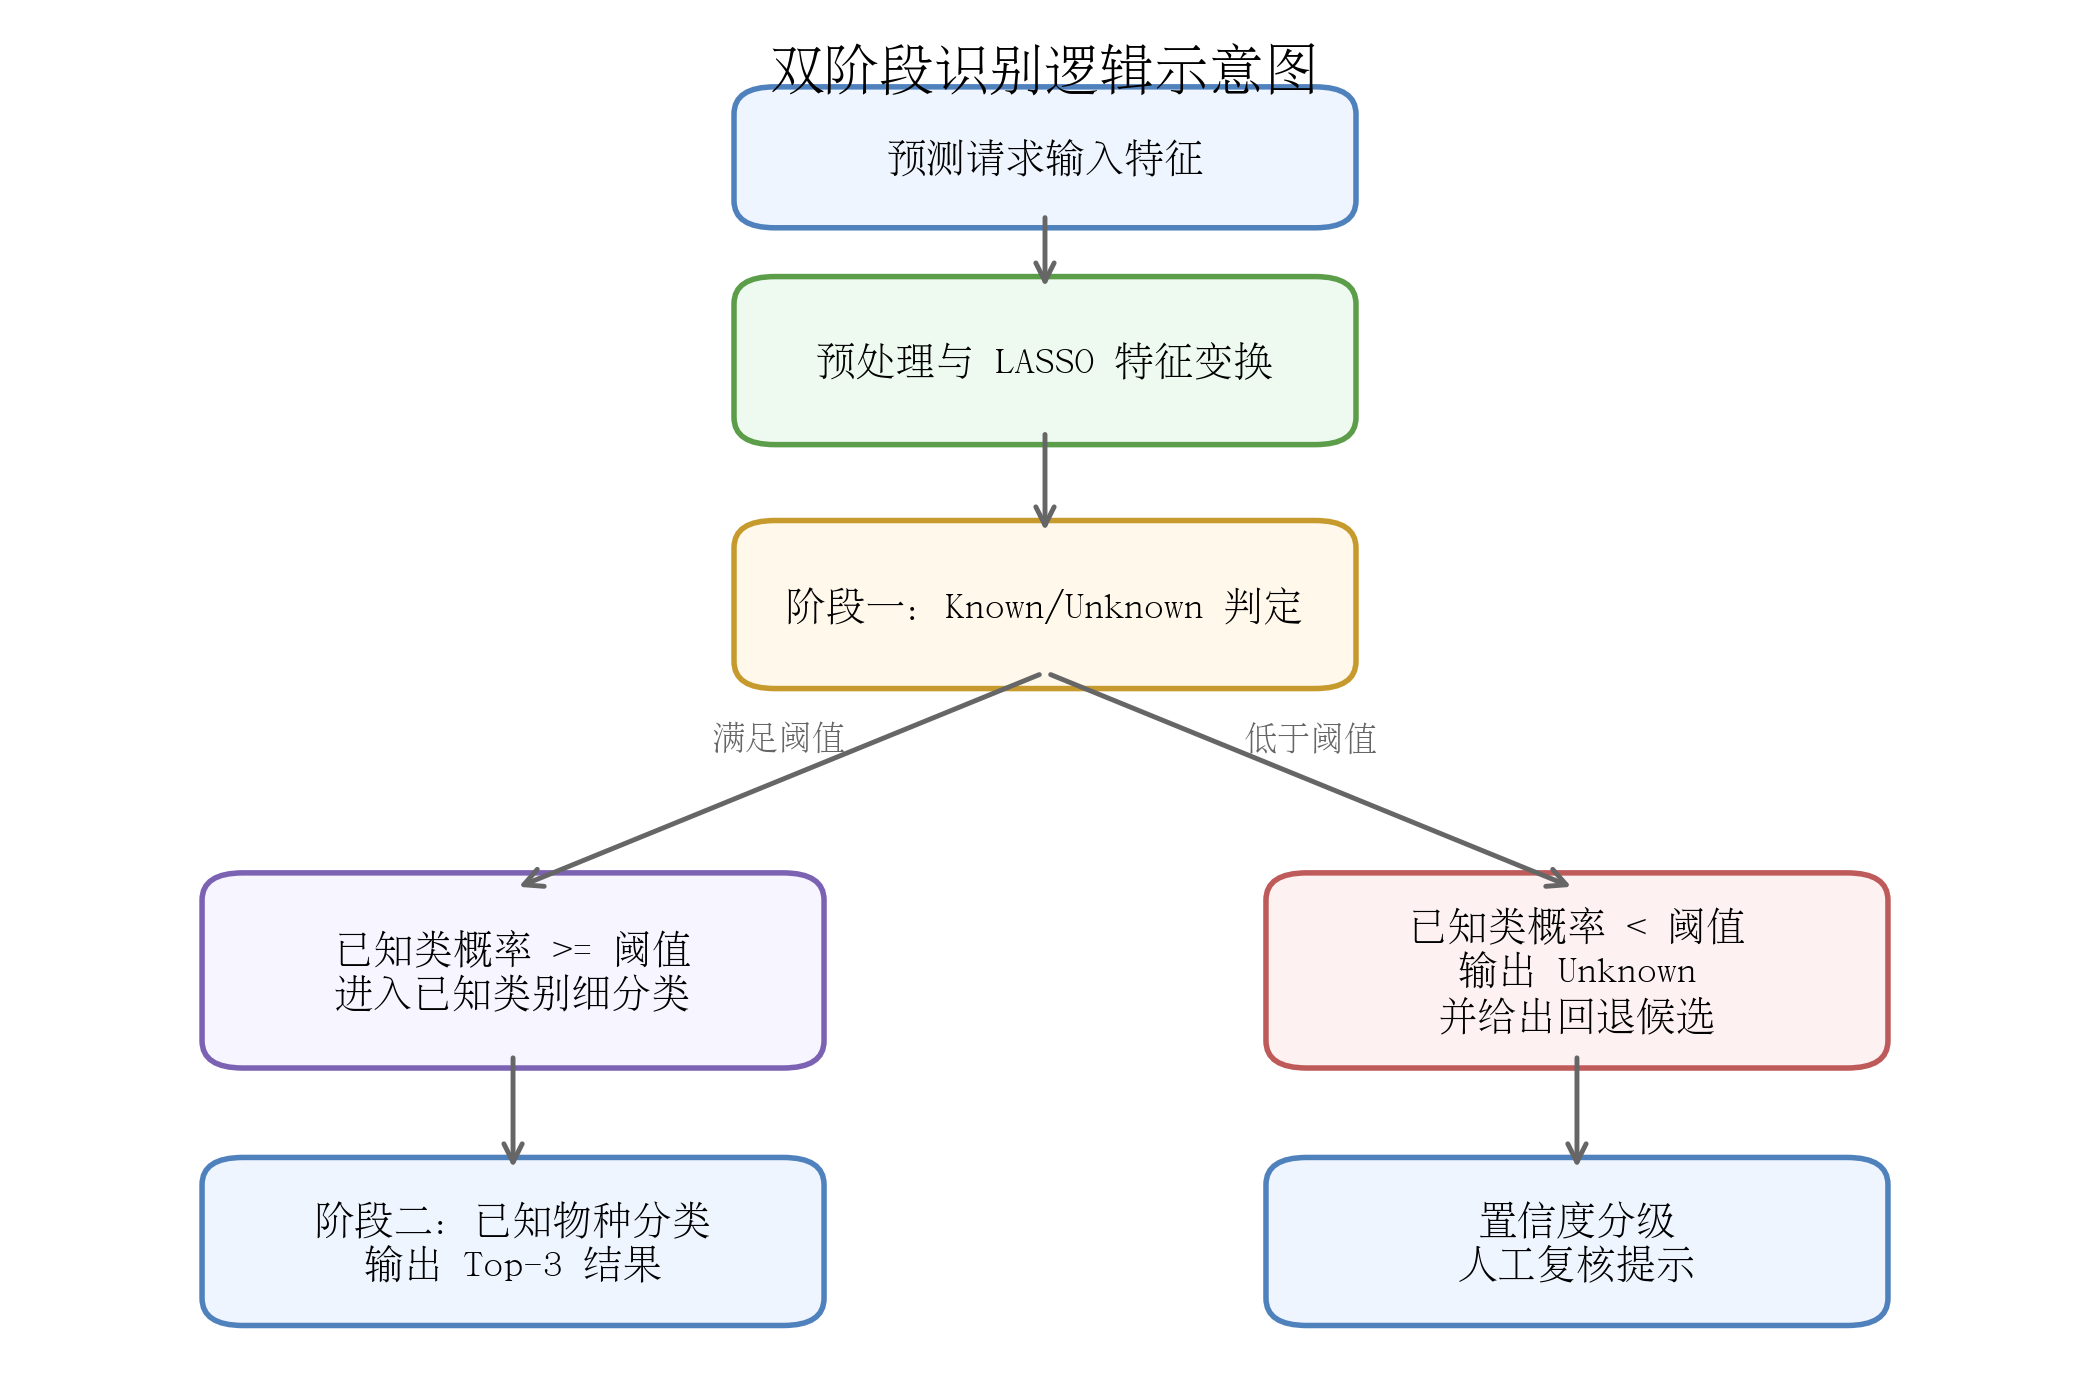 双阶段识别逻辑示意图
预测请求输入特征
预处理与 LASSO 特征变换
阶段一: Known/Unknown 判定
满足阈值
低于阈值
已知类概率 >= 阈值
进入已知类别细分类
已知类概率 < 阈值
输出 Unknown
并给出回退候选
阶段二: 已知物种分类
输出 Top-3 结果
置信度分级
人工复核提示